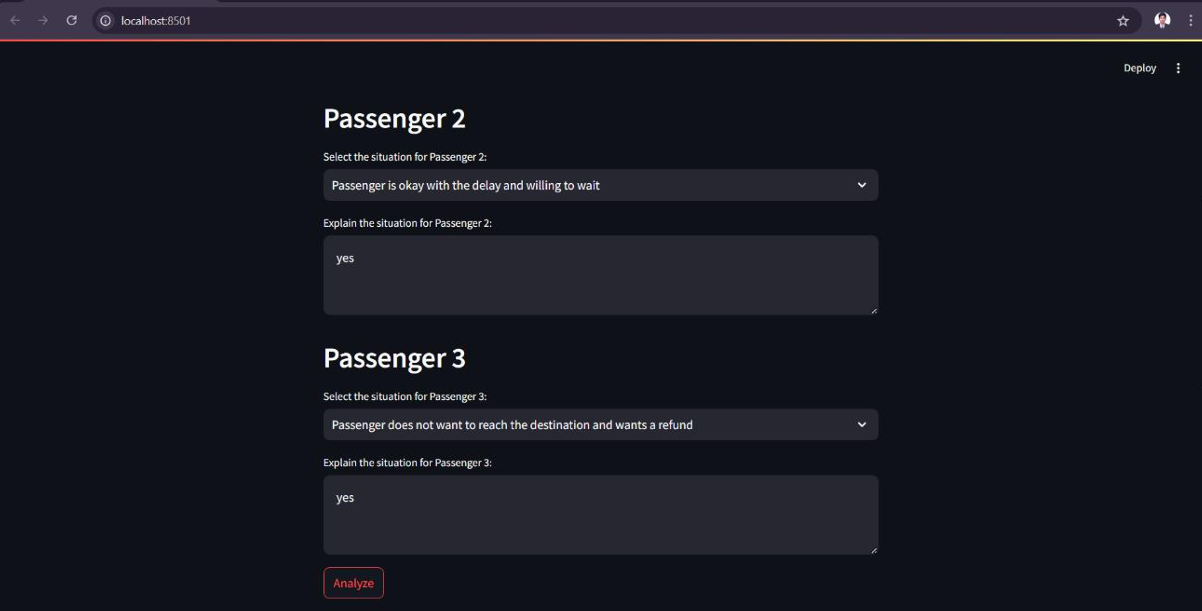 localhost:8501
Deploy
Passenger 2
Select the situation for Passenger 2:
Passenger is okay with the delay and willing to wait
Explain the situation for Passenger 2:
yes
Passenger 3
Select the situation for Passenger 3:
Passenger does not want to reach the destination and wants a refund
Explain the situation for Passenger 3:
yes
Analyze